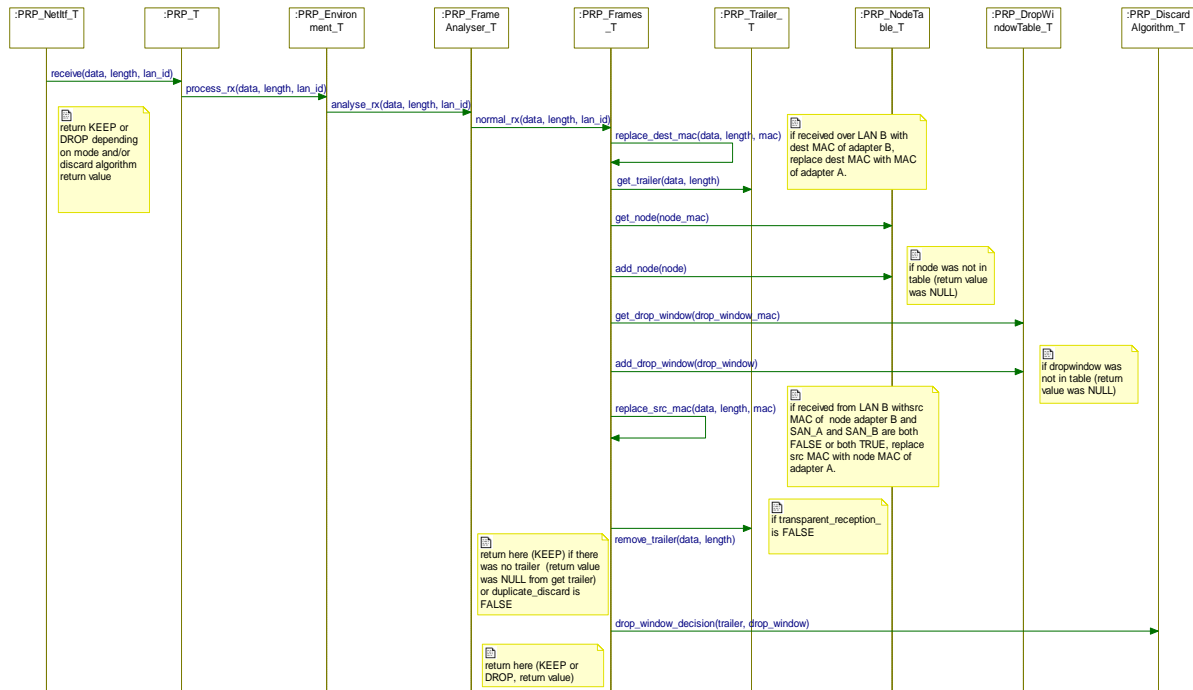 :PRP_NetItf_T
:PRP_T
:PRP_Environ
ment_T
:PRP_Frame
Analyser_T
:PRP_Frames
_T
:PRP_Trailer_
T
:PRP_NodeTa
ble_T
:PRP_DropWi
ndowTable_T
:PRP_Discard
Algorithm_T
receive(data, length, lan_id)
process_rx(data, length, lan_id)
analyse_rx(data, length, lan_id)
normal_rx(data, length, lan_id)
return KEEP or
DROP depending
on mode and/or
discard algorithm
return value
replace_dest_mac(data, length, mac)
if received over LAN B with
dest MAC of adapter B,
replace dest MAC with MAC
of adapter A.
get_trailer(data, length)
get_node(node_mac)
add_node(node)
if node was not in
table (return value
was NULL)
get_drop_window(drop_window_mac)
add_drop_window(drop_window)
if dropwindow was
not in table (return
value was NULL)
replace_src_mac(data, length, mac)
if received from LAN B withsrc
MAC of node adapter B and
SAN_A and SAN_B are both
FALSE or both TRUE, replace
src MAC with node MAC of
adapter A.
if transparent_reception_
is FALSE
remove_trailer(data, length)
return here (KEEP) if there
was no trailer (return value
was NULL from get trailer)
or duplicate_discard is
FALSE
drop_window_decision(trailer, drop_window)
return here (KEEP or
DROP, return value)